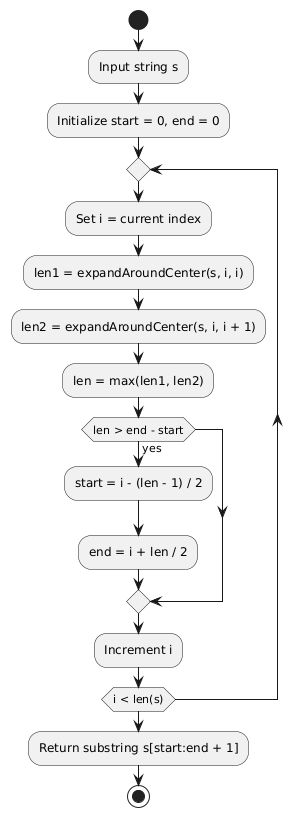 Input string s
Initialize start = 0, end = 0
Set i = current index
len1 = expandAroundCenter(s, i, i)
len2 = expandAroundCenter(s, i, i + 1)
len = max(len1, len2)
len > end - start
yes
start = i - (len - 1) / 2
end = i + len / 2
Increment i
i < len(s)
Return substring s[start:end + 1]